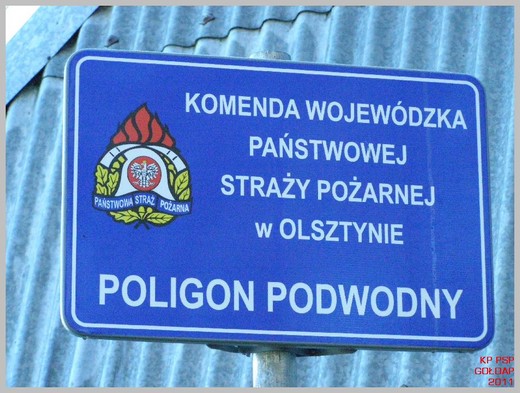 KOMENDA WOJEWÓDZKA
PAŃSTWOWEJ
STRAŻY POŻARNEJ
w OLSZTYNIE
PAŃSTWOWA STRAŻ POŻARNA
POLIGON PODWODNY
KP PSP
GOŁDAP
2011